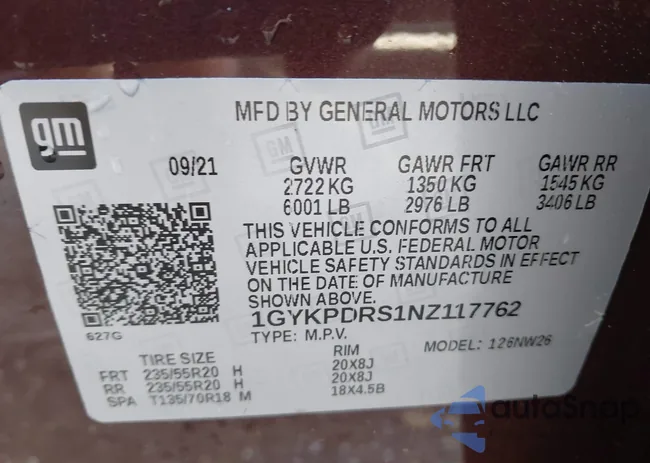 gm
MFD BY GENERAL MOTORS LLC
09/21 GVWR GAWR FRT GAWR RR
2722 KG 1350 KG 1545 KG
6001 LB 2976 LB 3406 LB
THIS VEHICLE CONFORMS TO ALL
APPLICABLE U.S. FEDERAL MOTOR
VEHICLE SAFETY STANDARDS IN EFFECT
ON THE DATE OF MANUFACTURE
SHOWN ABOVE.
1GYKPDRS1NZ117762
627G
TYPE: M.P.V. MODEL: 126NW26
TIRE SIZE RIM
FRT 235/55R20 H 20X8J
RR 235/55R20 H 20X8J
SPA T135/70R18 M 18X4.5B
autoSnap